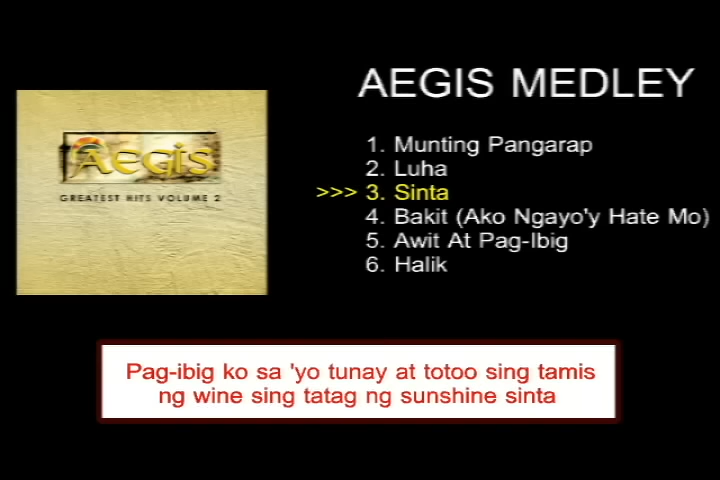 AEGIS MEDLEY
AEGIS
GREATEST HITS VOLUME 2
1. Munting Pangarap
2. Luha
>>> 3. Sinta
4. Bakit (Ako Ngayo'y Hate Mo)
5. Awit At Pag-Ibig
6. Halik
Pag-ibig ko sa 'yo tunay at totoo sing tamis
ng wine sing tatag ng sunshine sinta